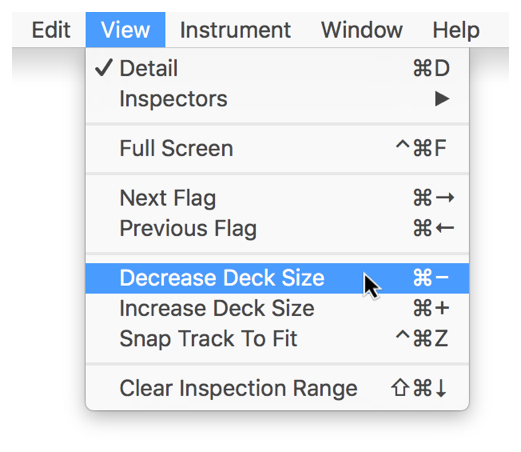 Edit View Instrument Window Help
✓ Detail ⌘D
Inspectors ▶
Full Screen ^⌘F
Next Flag ⌘→
Previous Flag ⌘←
Decrease Deck Size ⌘−
Increase Deck Size ⌘+
Snap Track To Fit ^⌘Z
Clear Inspection Range ⇧⌘↓